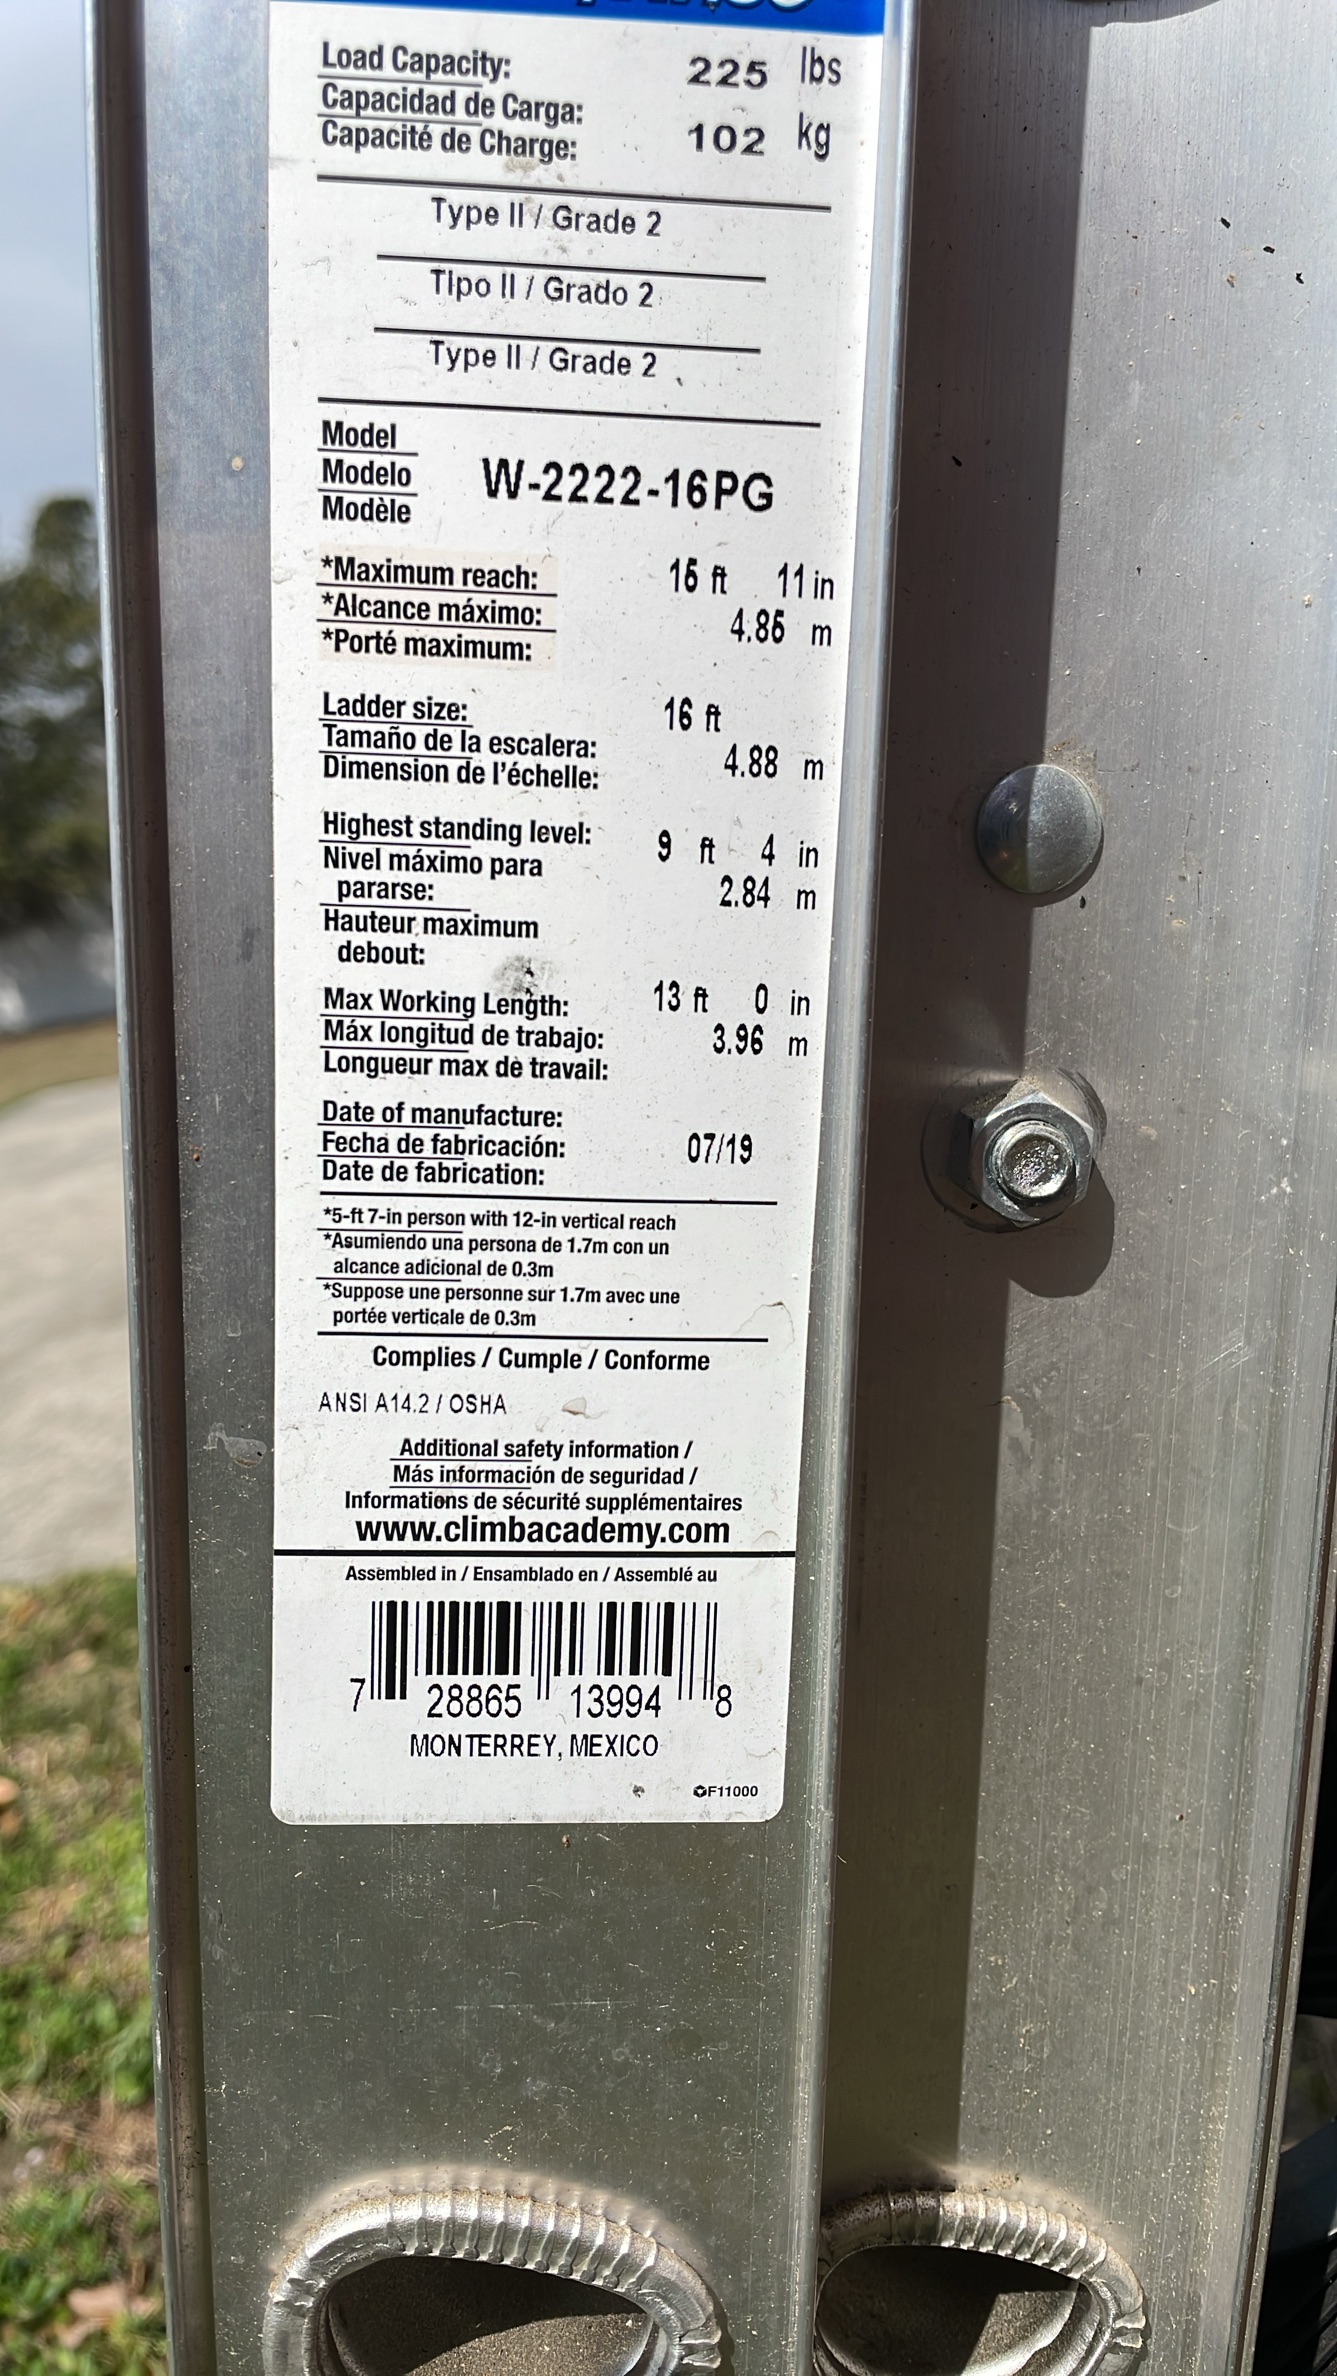 Load Capacity: 225 lbs
Capacidad de Carga:
Capacité de Charge: 102 kg
Type II / Grade 2
Tipo II / Grado 2
Type II / Grade 2
Model
Modelo W-2222-16PG
Modèle
*Maximum reach: 15 ft 11 in
*Alcance máximo: 4.85 m
*Porté maximum:
Ladder size: 16 ft
Tamaño de la escalera: 4.88 m
Dimension de l'échelle:
Highest standing level: 9 ft 4 in
Nivel máximo para
pararse: 2.84 m
Hauteur maximum
debout:
Max Working Length: 13 ft 0 in
Máx longitud de trabajo: 3.96 m
Longueur max de travail:
Date of manufacture:
Fecha de fabricación: 07/19
Date de fabrication:
*5-ft 7-in person with 12-in vertical reach
*Asumiendo una persona de 1.7m con un
alcance adicional de 0.3m
*Suppose une personne sur 1.7m avec une
portée verticale de 0.3m
Complies / Cumple / Conforme
ANSI A14.2 / OSHA
Additional safety information /
Más información de seguridad /
Informations de sécurité supplémentaires
www.climbacademy.com
Assembled in / Ensamblado en / Assemblé au
7 28865 13994 8
MONTERREY, MEXICO
F11000